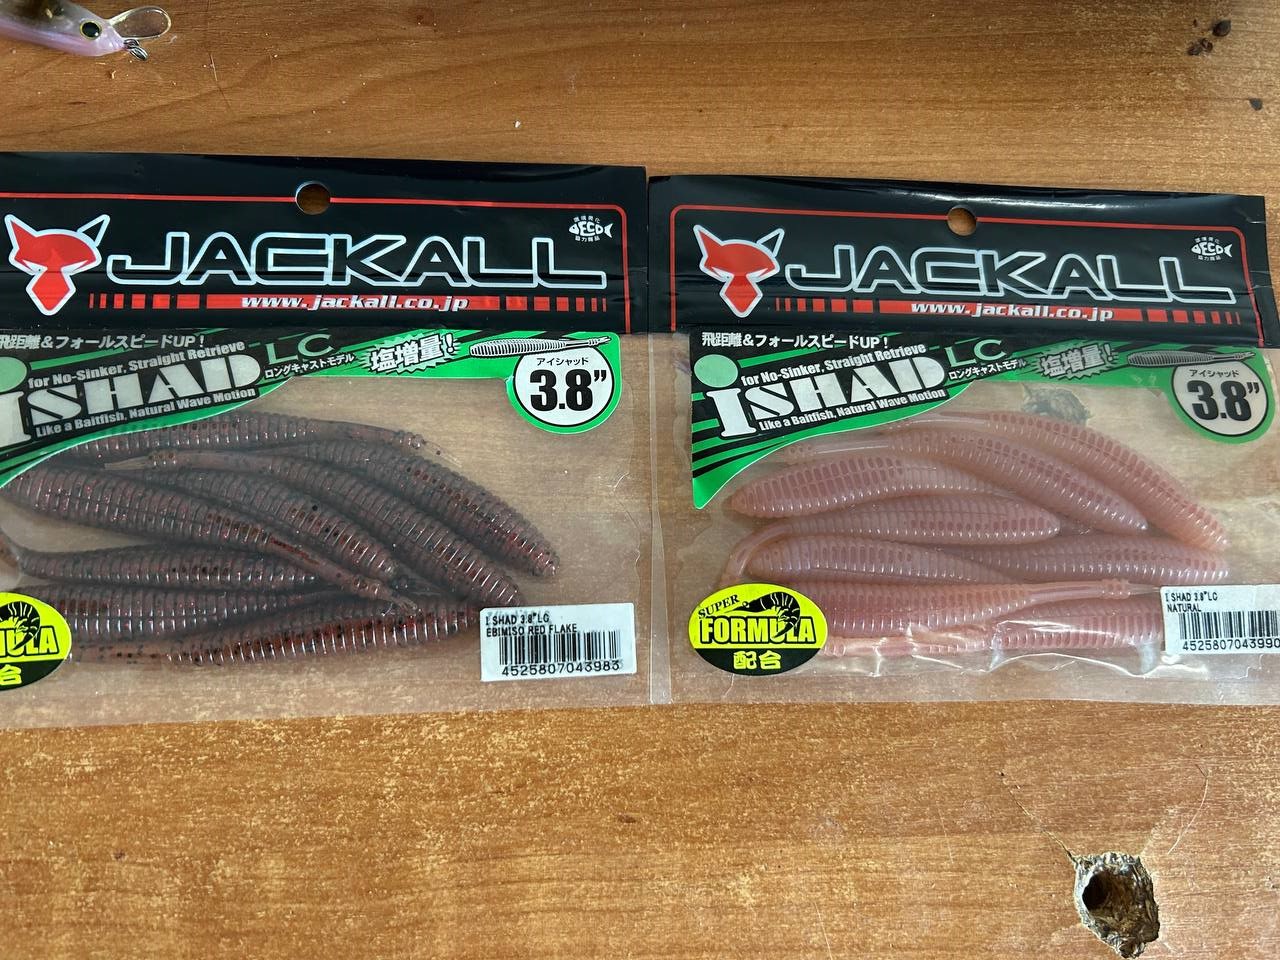 JACKALL
www.jackall.co.jp
ECO
飛距離&フォールスピードUP!
for No-Sinker, Straight Retrieve
iSHAD LC
ロングキャストモデル
塩増量!
Like a Baitfish, Natural Wave Motion
アイシャッド
3.8"
配合
I SHAD 3.8"LC
EBIMISO RED FLAKE
4525807043983
JACKALL
www.jackall.co.jp
ECO
飛距離&フォールスピードUP!
for No-Sinker, Straight Retrieve
iSHAD LC
ロングキャストモデル
塩増量!
Like a Baitfish, Natural Wave Motion
アイシャッド
3.8"
SUPER
FORMULA
配合
I SHAD 3.8"LC
NATURAL
4525807043990